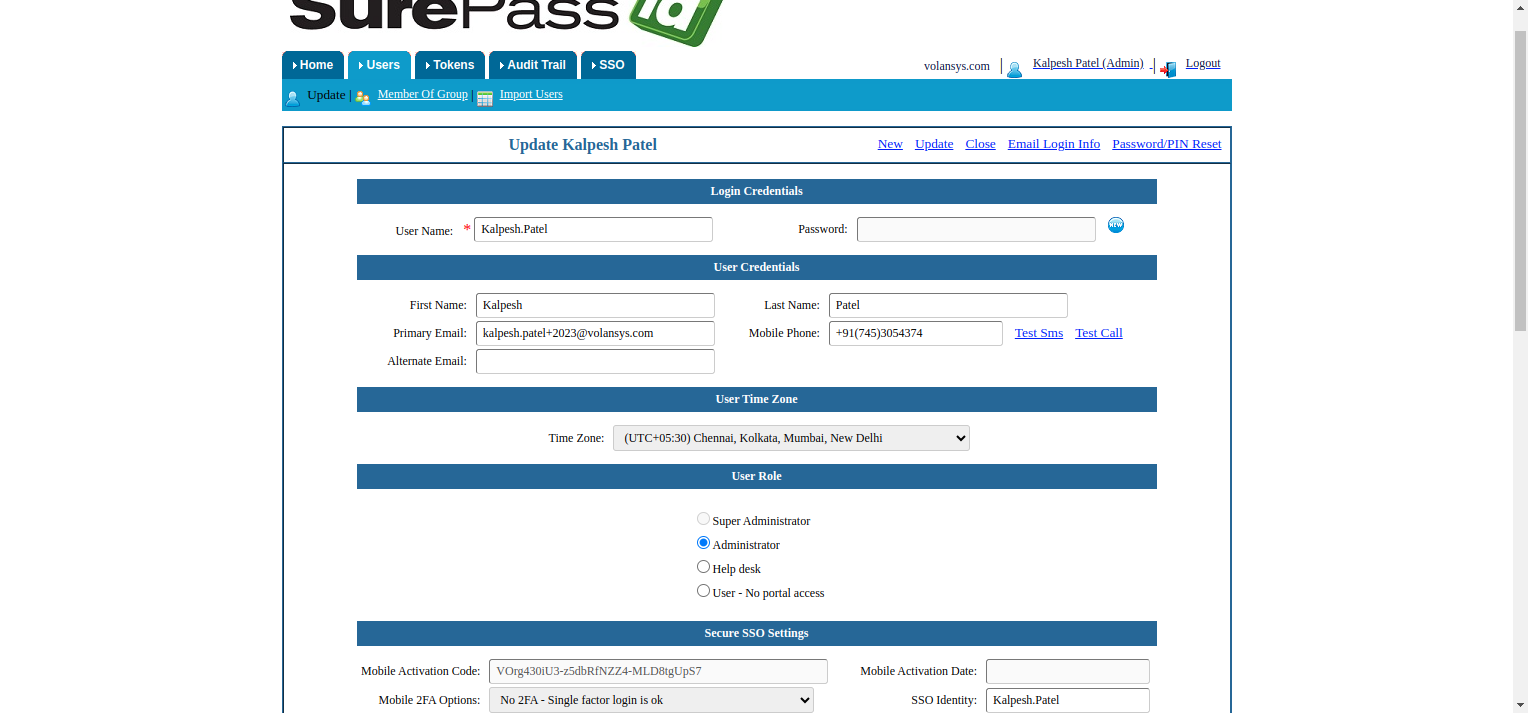 SurePass id
Home Users Tokens Audit Trail SSO volansys.com | Kalpesh Patel (Admin) | Logout
Update | Member Of Group | Import Users
Update Kalpesh Patel New Update Close Email Login Info Password/PIN Reset
Login Credentials
User Name: * Kalpesh.Patel Password: NEW
User Credentials
First Name: Kalpesh Last Name: Patel
Primary Email: kalpesh.patel+2023@volansys.com Mobile Phone: +91(745)3054374 Test Sms Test Call
Alternate Email:
User Time Zone
Time Zone: (UTC+05:30) Chennai, Kolkata, Mumbai, New Delhi
User Role
Super Administrator
Administrator
Help desk
User - No portal access
Secure SSO Settings
Mobile Activation Code: VOrg430iU3-z5dbRfNZZ4-MLD8tgUpS7 Mobile Activation Date:
Mobile 2FA Options: No 2FA - Single factor login is ok SSO Identity: Kalpesh.Patel